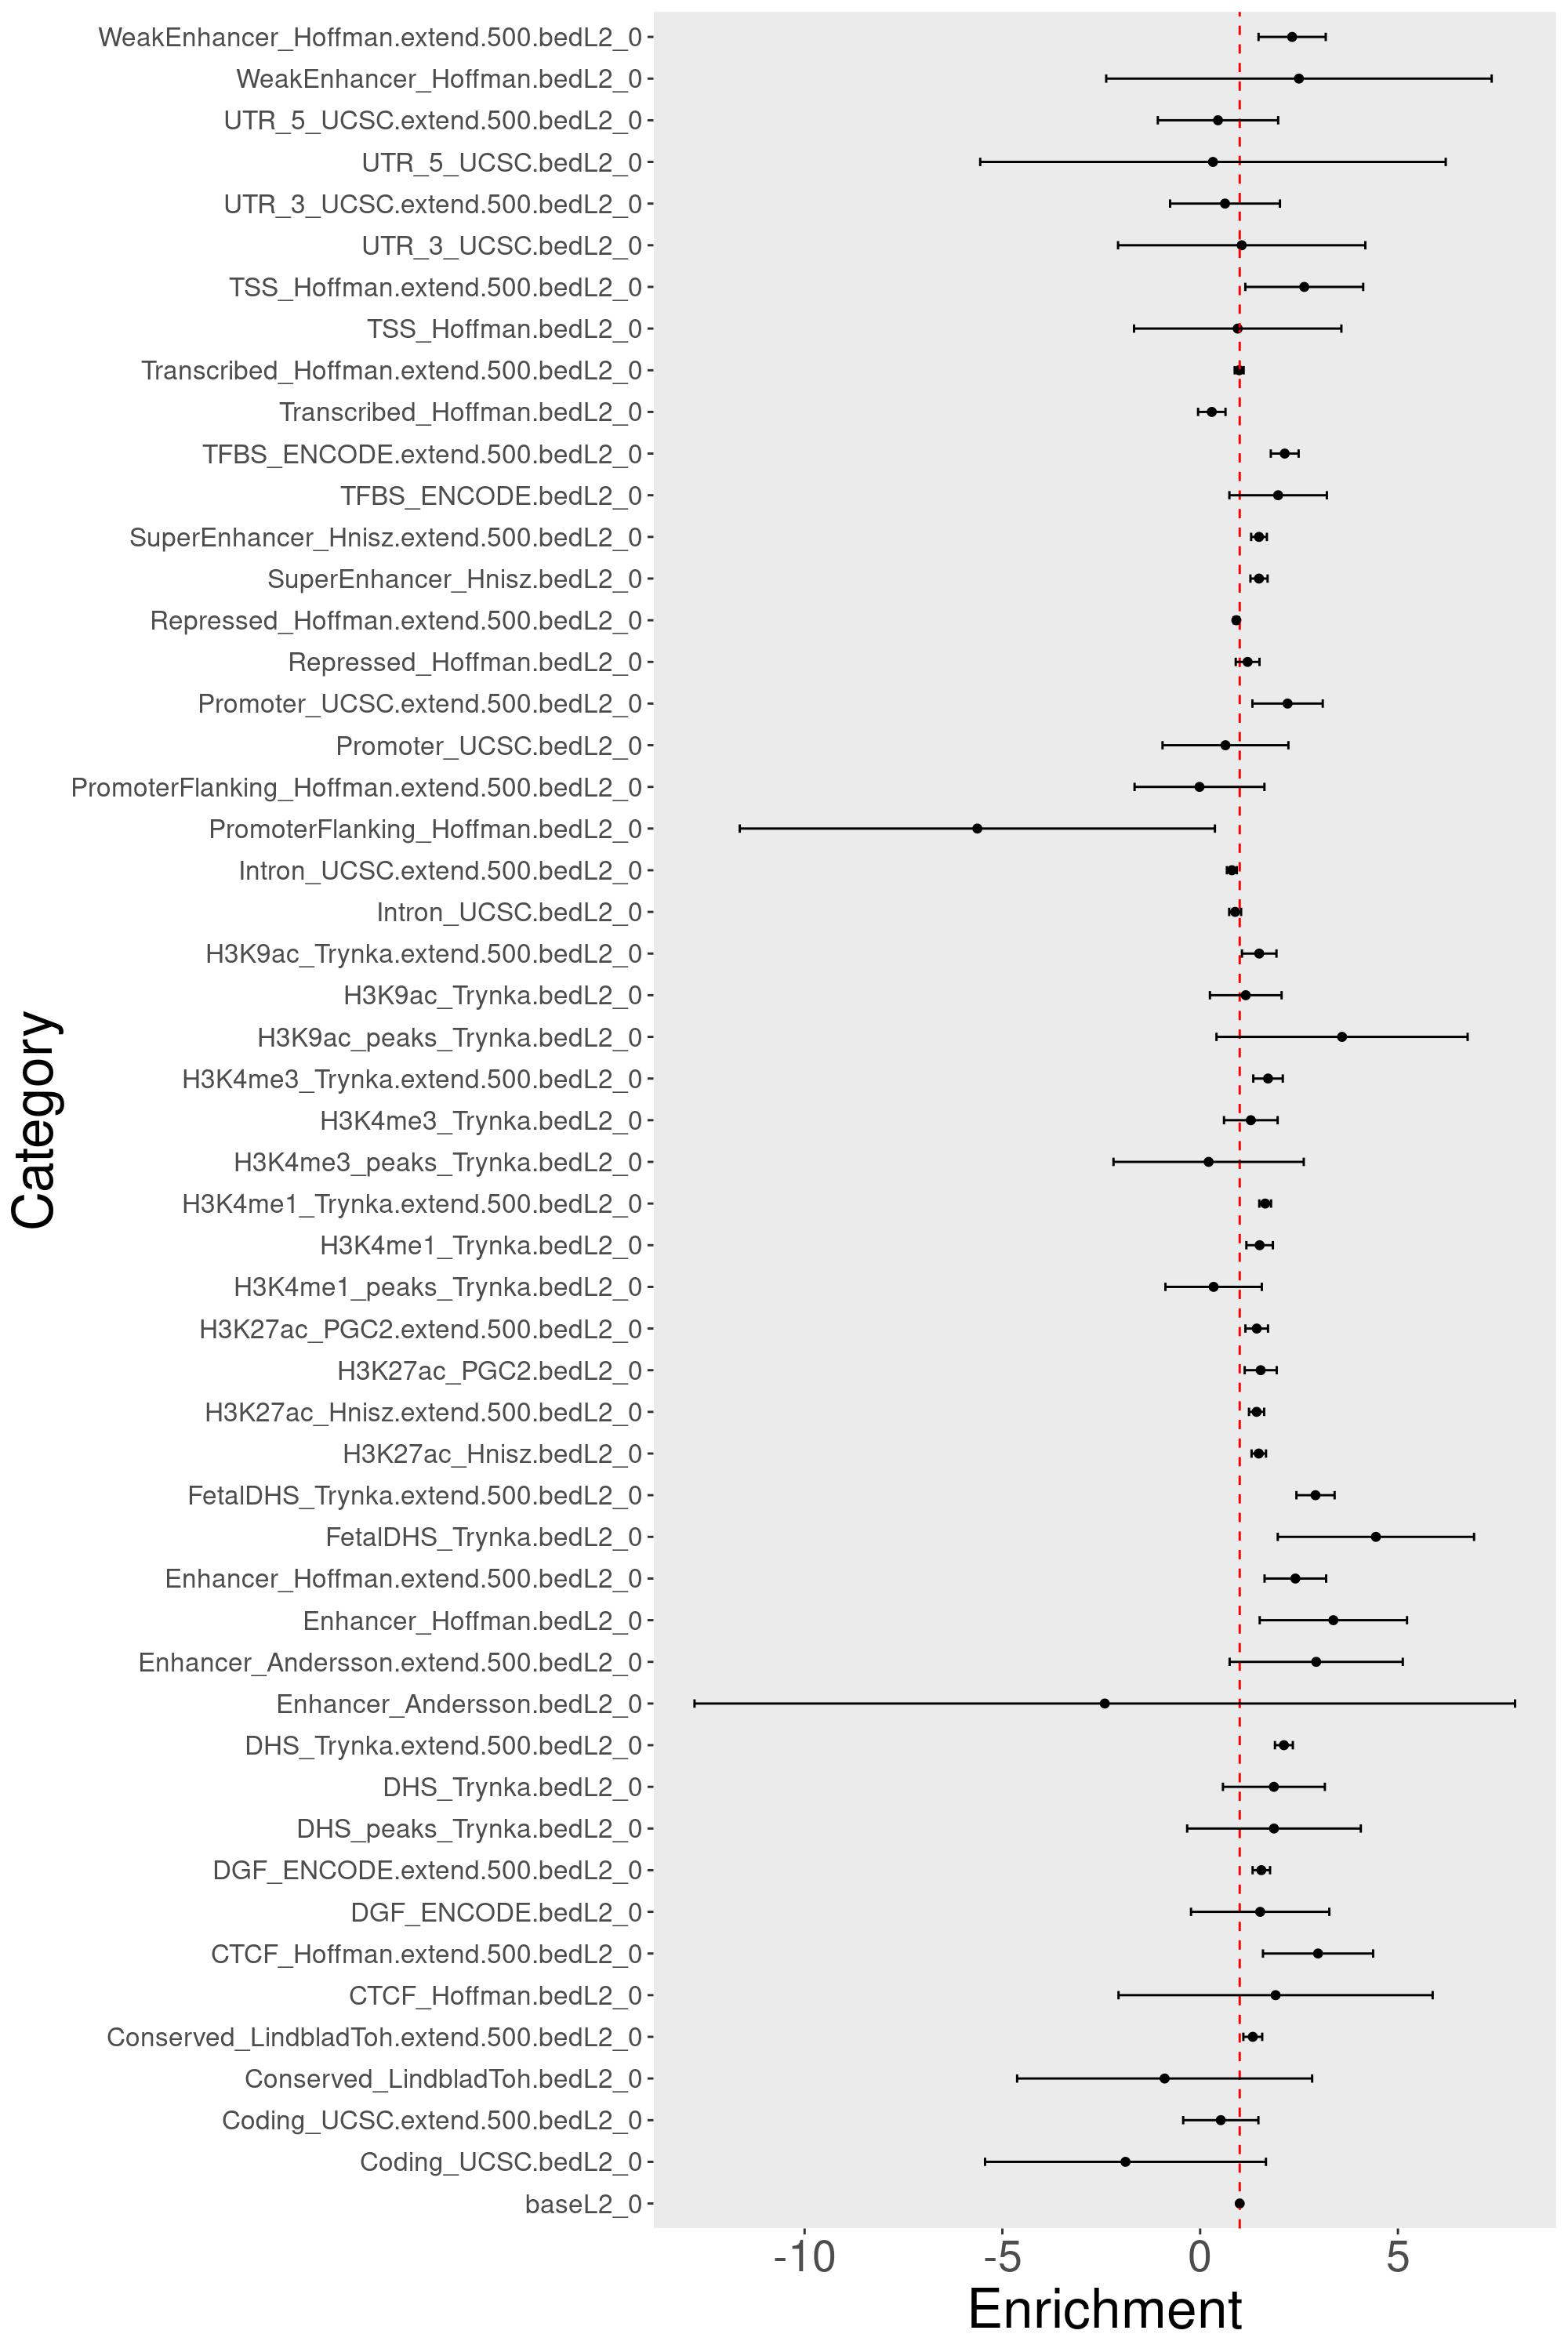 WeakEnhancer_Hoffman.extend.500.bedL2_0
WeakEnhancer_Hoffman.bedL2_0
UTR_5_UCSC.extend.500.bedL2_0
UTR_5_UCSC.bedL2_0
UTR_3_UCSC.extend.500.bedL2_0
UTR_3_UCSC.bedL2_0
TSS_Hoffman.extend.500.bedL2_0
TSS_Hoffman.bedL2_0
Transcribed_Hoffman.extend.500.bedL2_0
Transcribed_Hoffman.bedL2_0
TFBS_ENCODE.extend.500.bedL2_0
TFBS_ENCODE.bedL2_0
SuperEnhancer_Hnisz.extend.500.bedL2_0
SuperEnhancer_Hnisz.bedL2_0
Repressed_Hoffman.extend.500.bedL2_0
Repressed_Hoffman.bedL2_0
Promoter_UCSC.extend.500.bedL2_0
Promoter_UCSC.bedL2_0
PromoterFlanking_Hoffman.extend.500.bedL2_0
PromoterFlanking_Hoffman.bedL2_0
Intron_UCSC.extend.500.bedL2_0
Intron_UCSC.bedL2_0
H3K9ac_Trynka.extend.500.bedL2_0
H3K9ac_Trynka.bedL2_0
H3K9ac_peaks_Trynka.bedL2_0
H3K4me3_Trynka.extend.500.bedL2_0
H3K4me3_Trynka.bedL2_0
H3K4me3_peaks_Trynka.bedL2_0
H3K4me1_Trynka.extend.500.bedL2_0
H3K4me1_Trynka.bedL2_0
H3K4me1_peaks_Trynka.bedL2_0
H3K27ac_PGC2.extend.500.bedL2_0
H3K27ac_PGC2.bedL2_0
H3K27ac_Hnisz.extend.500.bedL2_0
H3K27ac_Hnisz.bedL2_0
FetalDHS_Trynka.extend.500.bedL2_0
FetalDHS_Trynka.bedL2_0
Enhancer_Hoffman.extend.500.bedL2_0
Enhancer_Hoffman.bedL2_0
Enhancer_Andersson.extend.500.bedL2_0
Enhancer_Andersson.bedL2_0
DHS_Trynka.extend.500.bedL2_0
DHS_Trynka.bedL2_0
DHS_peaks_Trynka.bedL2_0
DGF_ENCODE.extend.500.bedL2_0
DGF_ENCODE.bedL2_0
CTCF_Hoffman.extend.500.bedL2_0
CTCF_Hoffman.bedL2_0
Conserved_LindbladToh.extend.500.bedL2_0
Conserved_LindbladToh.bedL2_0
Coding_UCSC.extend.500.bedL2_0
Coding_UCSC.bedL2_0
baseL2_0
Category
-10 -5 0 5
Enrichment